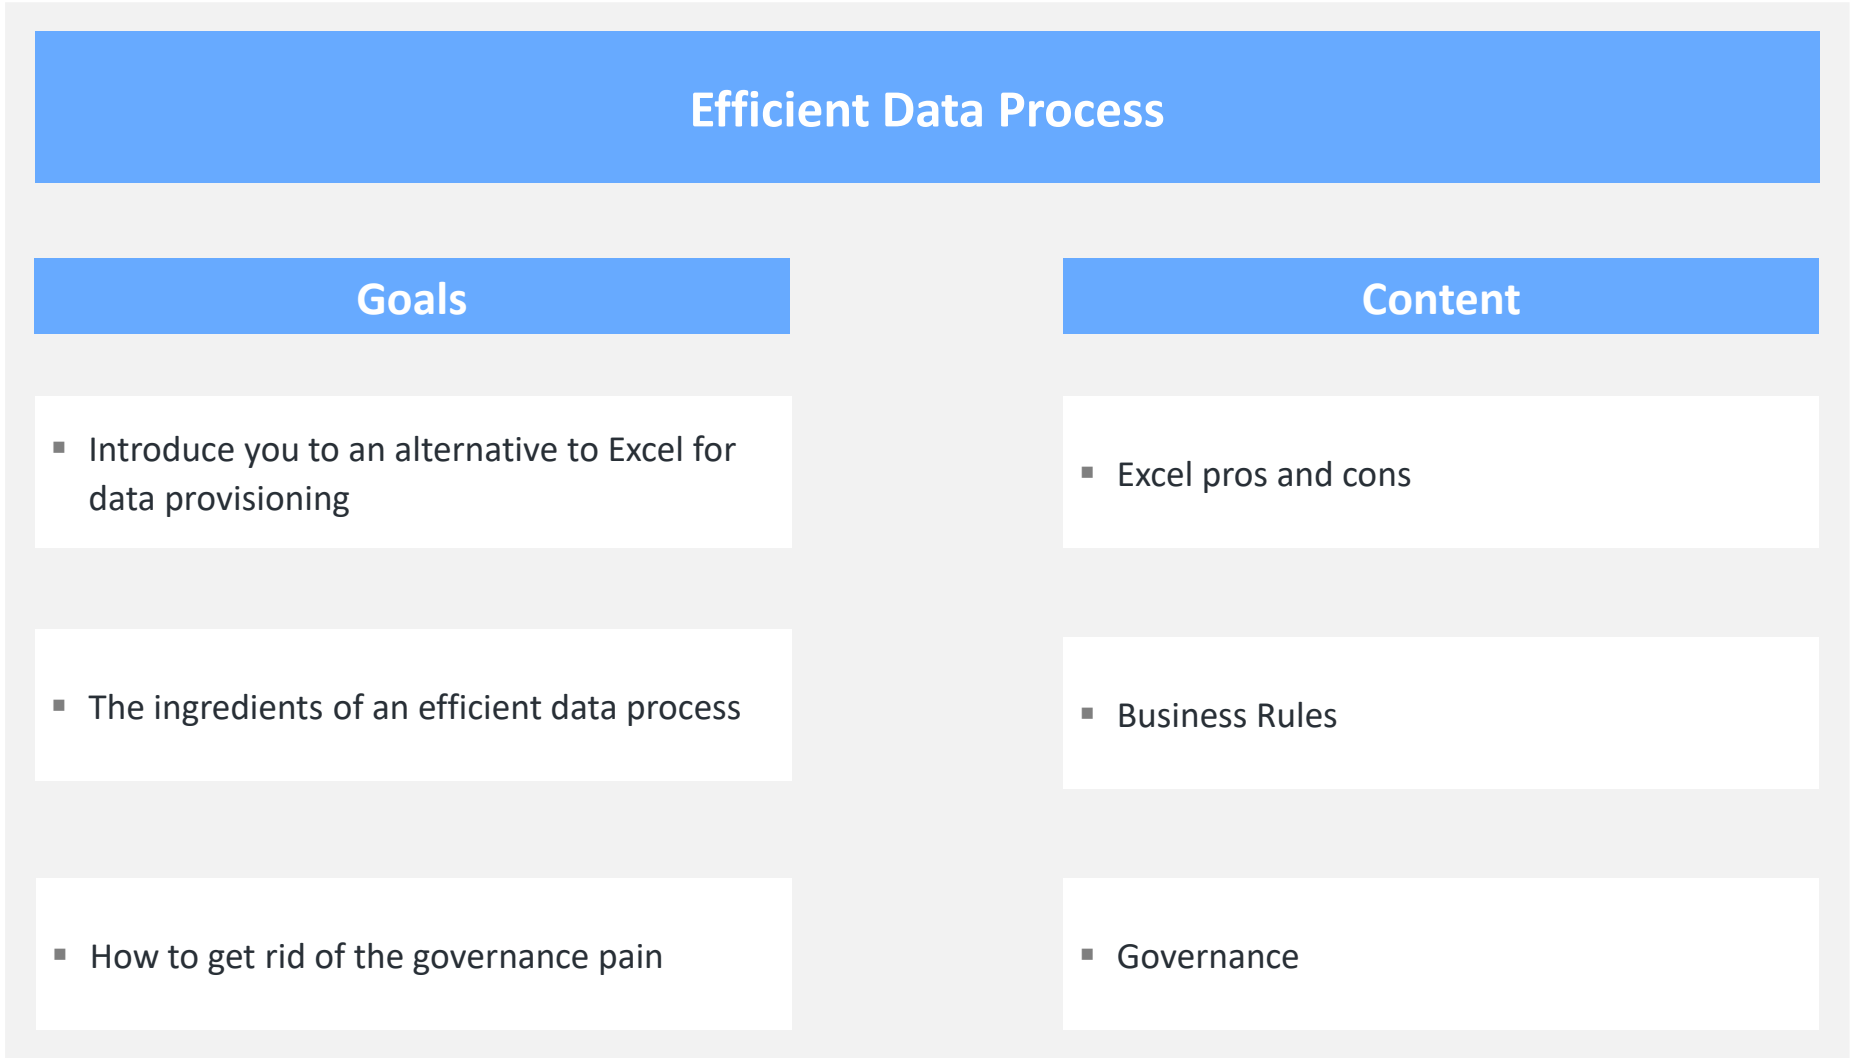 Efficient Data Process
Goals
▪ Introduce you to an alternative to Excel for
data provisioning
▪ The ingredients of an efficient data process
▪ How to get rid of the governance pain
Content
▪ Excel pros and cons
▪ Business Rules
▪ Governance